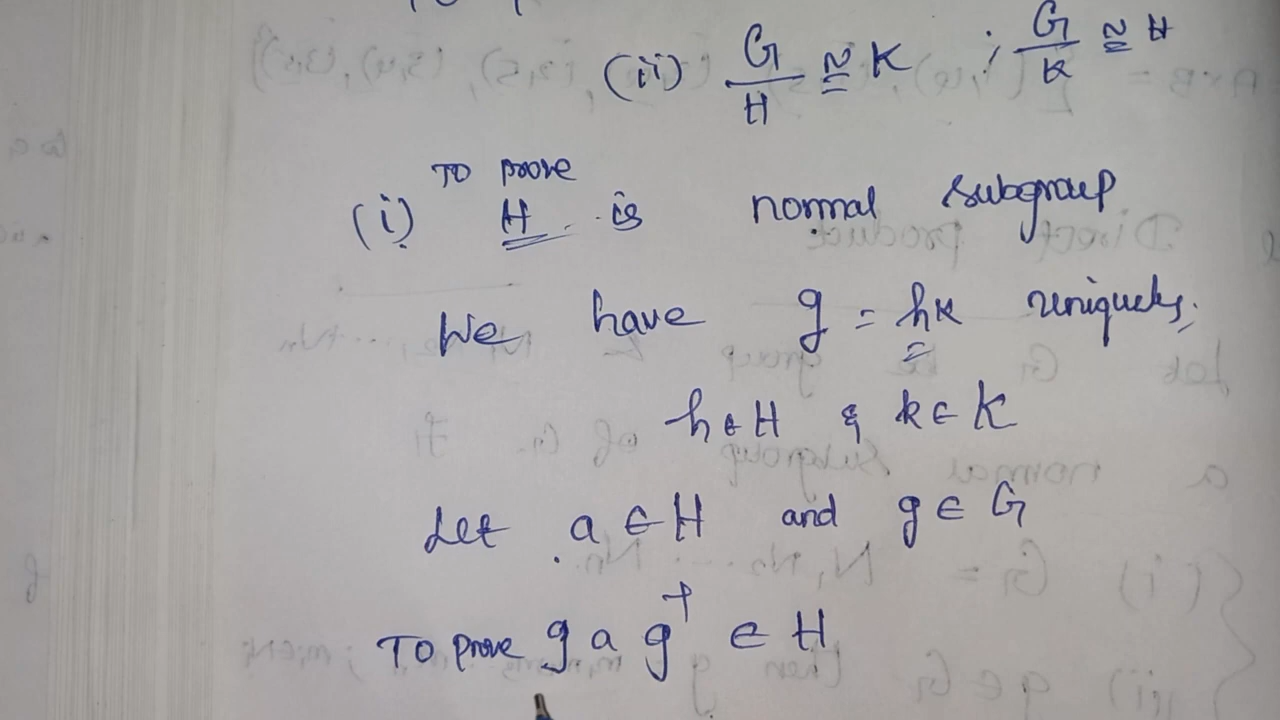 (ii) G/H ≅ K ; G/K ≅ H
To prove
(i) H is normal subgroup
We have g = hk uniquely,
h ∈ H & k ∈ K
Let a ∈ H and g ∈ G
To prove g a g⁻¹ ∈ H